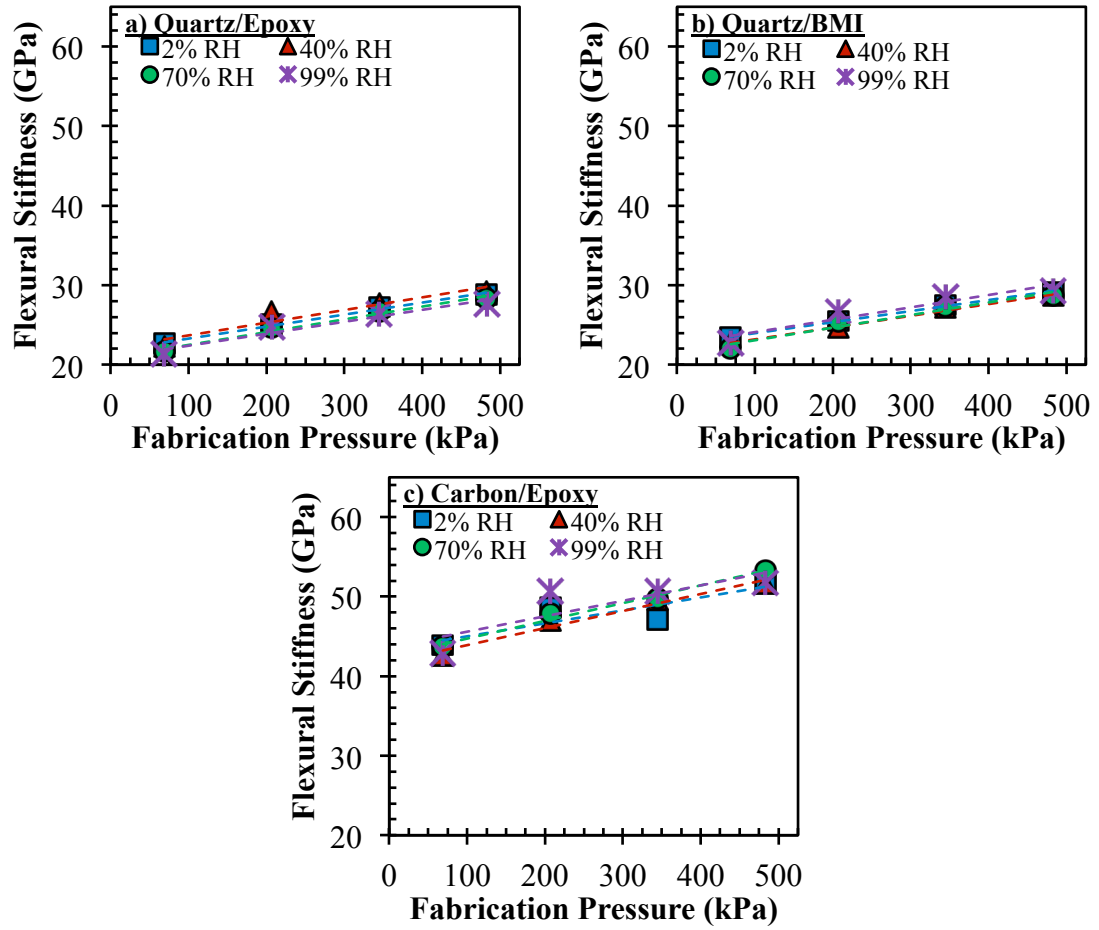 a) Quartz/Epoxy
2% RH 40% RH
70% RH 99% RH
Flexural Stiffness (GPa)
60
50
40
30
20
0 100 200 300 400 500
Fabrication Pressure (kPa)
b) Quartz/BMI
2% RH 40% RH
70% RH 99% RH
Flexural Stiffness (GPa)
60
50
40
30
20
0 100 200 300 400 500
Fabrication Pressure (kPa)
c) Carbon/Epoxy
2% RH 40% RH
70% RH 99% RH
Flexural Stiffness (GPa)
60
50
40
30
20
0 100 200 300 400 500
Fabrication Pressure (kPa)